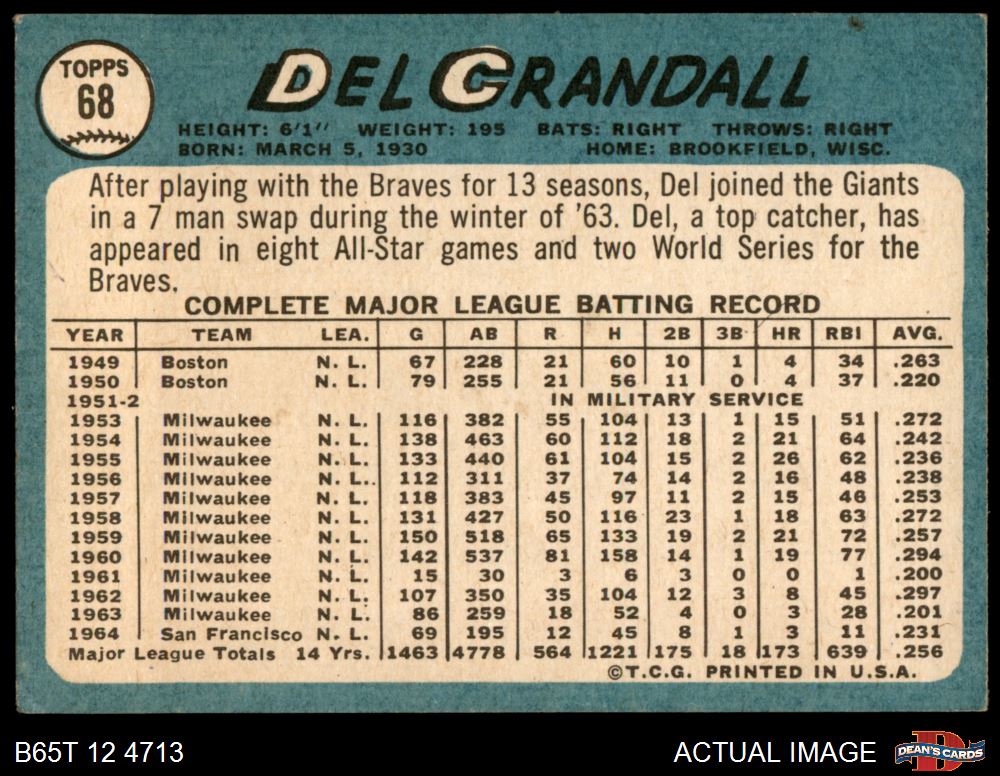 TOPPS
68
DEL CRANDALL
HEIGHT: 6'1" WEIGHT: 195 BATS: RIGHT THROWS: RIGHT
BORN: MARCH 5, 1930 HOME: BROOKFIELD, WISC.
After playing with the Braves for 13 seasons, Del joined the Giants
in a 7 man swap during the winter of '63. Del, a top catcher, has
appeared in eight All-Star games and two World Series for the
Braves.
COMPLETE MAJOR LEAGUE BATTING RECORD
YEAR TEAM LEA. G AB R H 2B 3B HR RBI AVG.
1949 Boston N. L. 67 228 21 60 10 1 4 34 .263
1950 Boston N. L. 79 255 21 56 11 0 4 37 .220
1951-2 IN MILITARY SERVICE
1953 Milwaukee N. L. 116 382 55 104 13 1 15 51 .272
1954 Milwaukee N. L. 138 463 60 112 18 2 21 64 .242
1955 Milwaukee N. L. 133 440 61 104 15 2 26 62 .236
1956 Milwaukee N. L.. 112 311 37 74 14 2 16 48 .238
1957 Milwaukee N. L. 118 383 45 97 11 2 15 46 .253
1958 Milwaukee N. L. 131 427 50 116 23 1 18 63 .272
1959 Milwaukee N. L. 150 518 65 133 19 2 21 72 .257
1960 Milwaukee N. L. 142 537 81 158 14 1 19 77 .294
1961 Milwaukee N. L. 15 30 3 6 3 0 0 1 .200
1962 Milwaukee N. L. 107 350 35 104 12 3 8 45 .297
1963 Milwaukee N. L. 86 259 18 52 4 0 3 28 .201
1964 San Francisco N. L. 69 195 12 45 8 1 3 11 .231
Major League Totals 14 Yrs. 1463 4778 564 1221 175 18 173 639 .256
©T.C.G. PRINTED IN U.S.A.
B65T 12 4713 ACTUAL IMAGE
D
DEAN'S CARDS